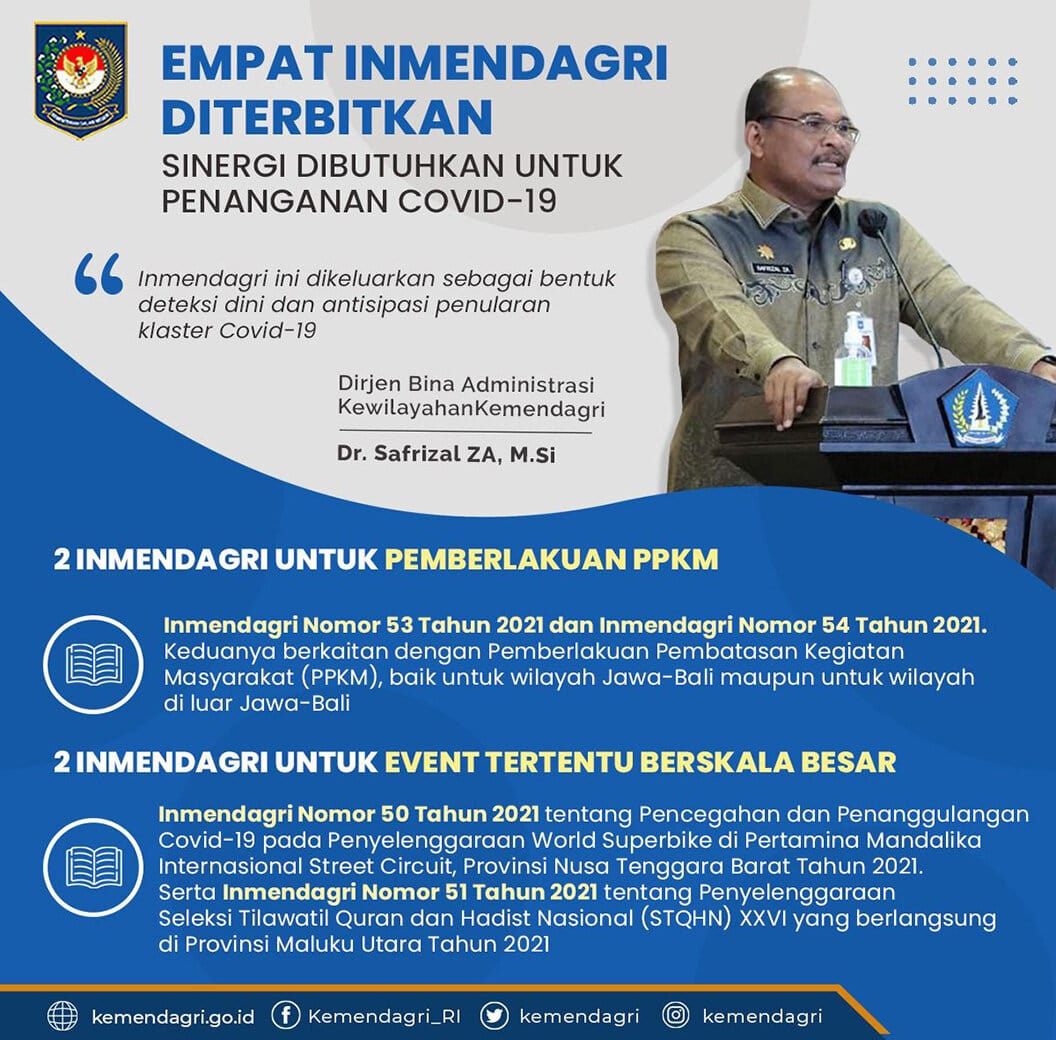 EMPAT INMENDAGRI
DITERBITKAN
SINERGI DIBUTUHKAN UNTUK
PENANGANAN COVID-19
Inmendagri ini dikeluarkan sebagai bentuk
deteksi dini dan antisipasi penularan
klaster Covid-19
Dirjen Bina Administrasi
KewilayahanKemendagri
Dr. Safrizal ZA, M.Si
SAFRIZAL ZA
2 INMENDAGRI UNTUK PEMBERLAKUAN PPKM
Inmendagri Nomor 53 Tahun 2021 dan Inmendagri Nomor 54 Tahun 2021.
Keduanya berkaitan dengan Pemberlakuan Pembatasan Kegiatan
Masyarakat (PPKM), baik untuk wilayah Jawa-Bali maupun untuk wilayah
di luar Jawa-Bali
2 INMENDAGRI UNTUK EVENT TERTENTU BERSKALA BESAR
Inmendagri Nomor 50 Tahun 2021 tentang Pencegahan dan Penanggulangan
Covid-19 pada Penyelenggaraan World Superbike di Pertamina Mandalika
Internasional Street Circuit, Provinsi Nusa Tenggara Barat Tahun 2021.
Serta Inmendagri Nomor 51 Tahun 2021 tentang Penyelenggaraan
Seleksi Tilawatil Quran dan Hadist Nasional (STQHN) XXVI yang berlangsung
di Provinsi Maluku Utara Tahun 2021
kemendagri.go.id Kemendagri_RI kemendagri kemendagri